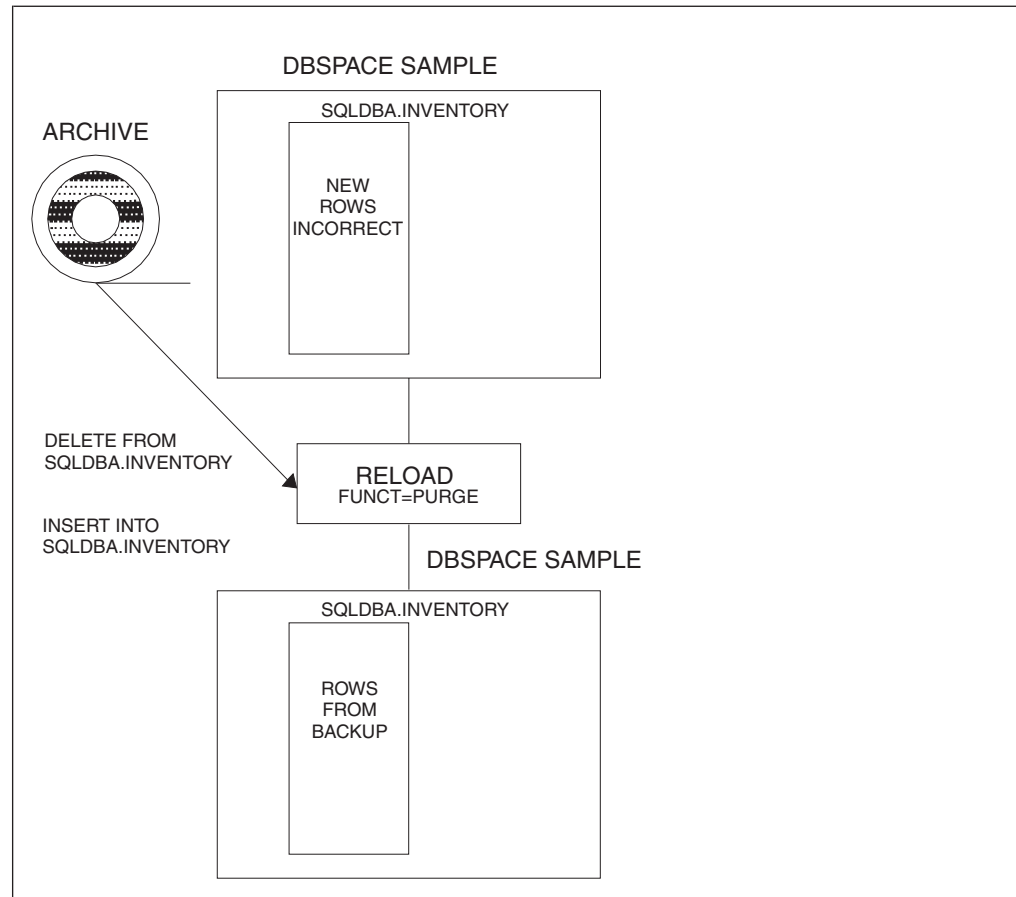 DBSPACE SAMPLE
SQLDBA.INVENTORY
ARCHIVE
NEW
ROWS
INCORRECT
DELETE FROM
SQLDBA.INVENTORY
RELOAD
FUNCT=PURGE
INSERT INTO
SQLDBA.INVENTORY
DBSPACE SAMPLE
SQLDBA.INVENTORY
ROWS
FROM
BACKUP